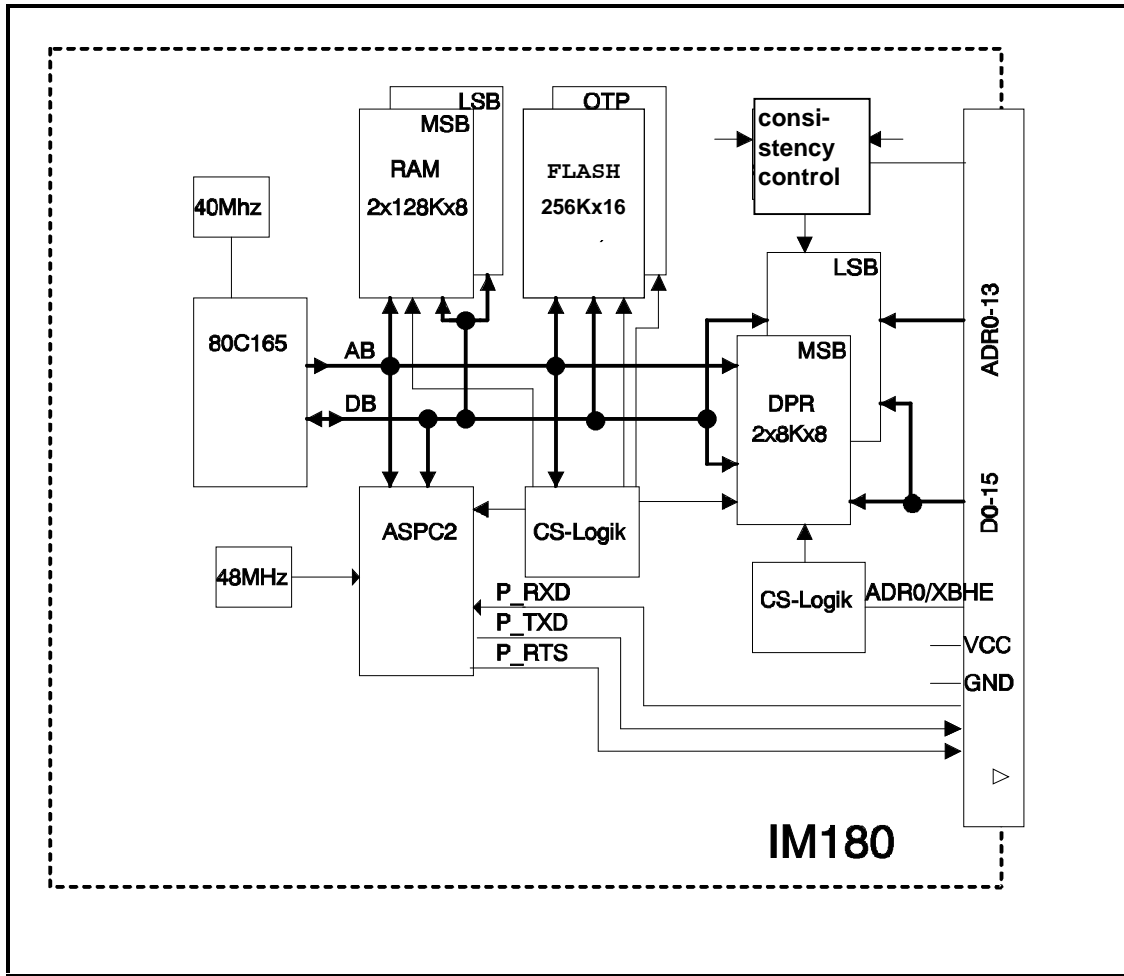 LSB
MSB
RAM
2x128Kx8
OTP
FLASH
256Kx16
consi-
stency
control
40Mhz
80C165
AB
DB
LSB
MSB
DPR
2x8Kx8
ADR0-13
D0-15
ASPC2
CS-Logik
48MHz
P_RXD
P_TXD
P_RTS
CS-Logik
ADR0/XBHE
VCC
GND
IM180